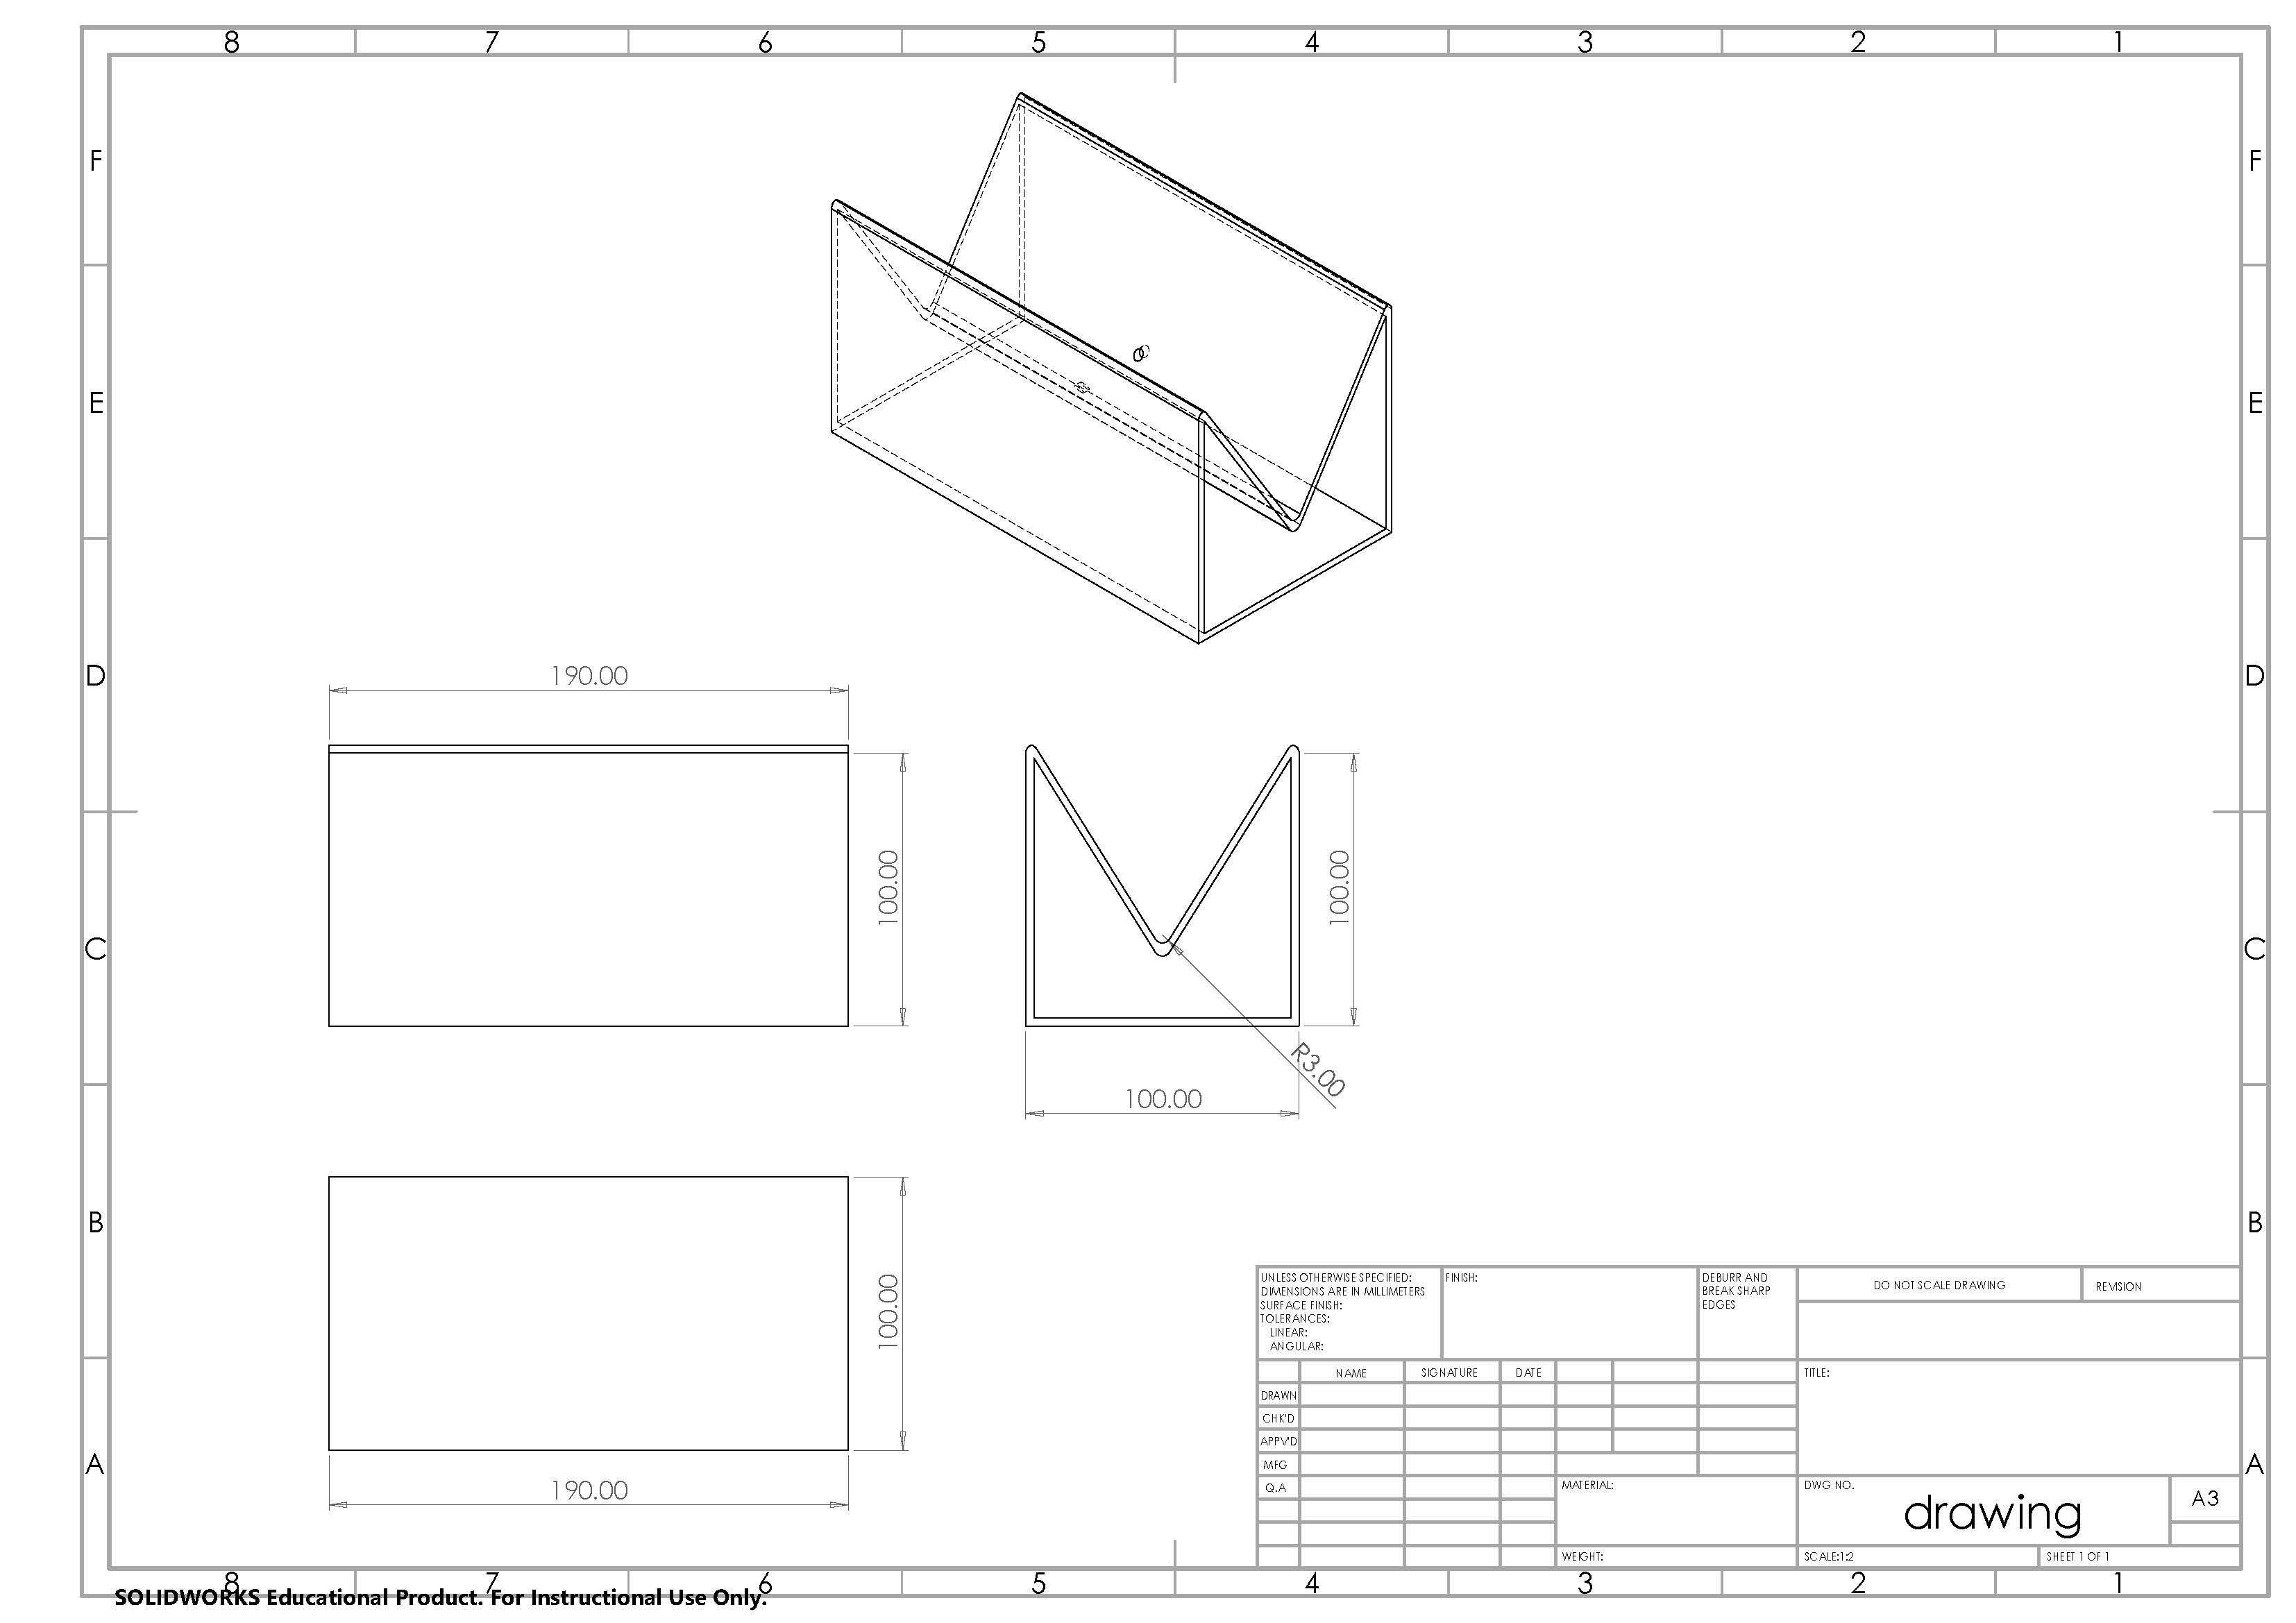 8 7 6 5 4 3 2 1
F F
E E
D D
190.00
100.00 100.00
C C
R3.00
100.00
B B
100.00
190.00
A A
UNLESS OTHERWISE SPECIFIED:
DIMENSIONS ARE IN MILLIMETERS
SURFACE FINISH:
TOLERANCES:
LINEAR:
ANGULAR:
FINISH:
DEBURR AND
BREAK SHARP
EDGES
DO NOT SCALE DRAWING
REVISION
NAME SIGNATURE DATE
DRAWN
CHK'D
APPV'D
MFG
Q.A
TITLE:
MATERIAL:
DWG NO.
drawing
A3
WEIGHT:
SCALE:1:2
SHEET 1 OF 1
8 7 6 5 4 3 2 1
SOLIDWORKS Educational Product. For Instructional Use Only.